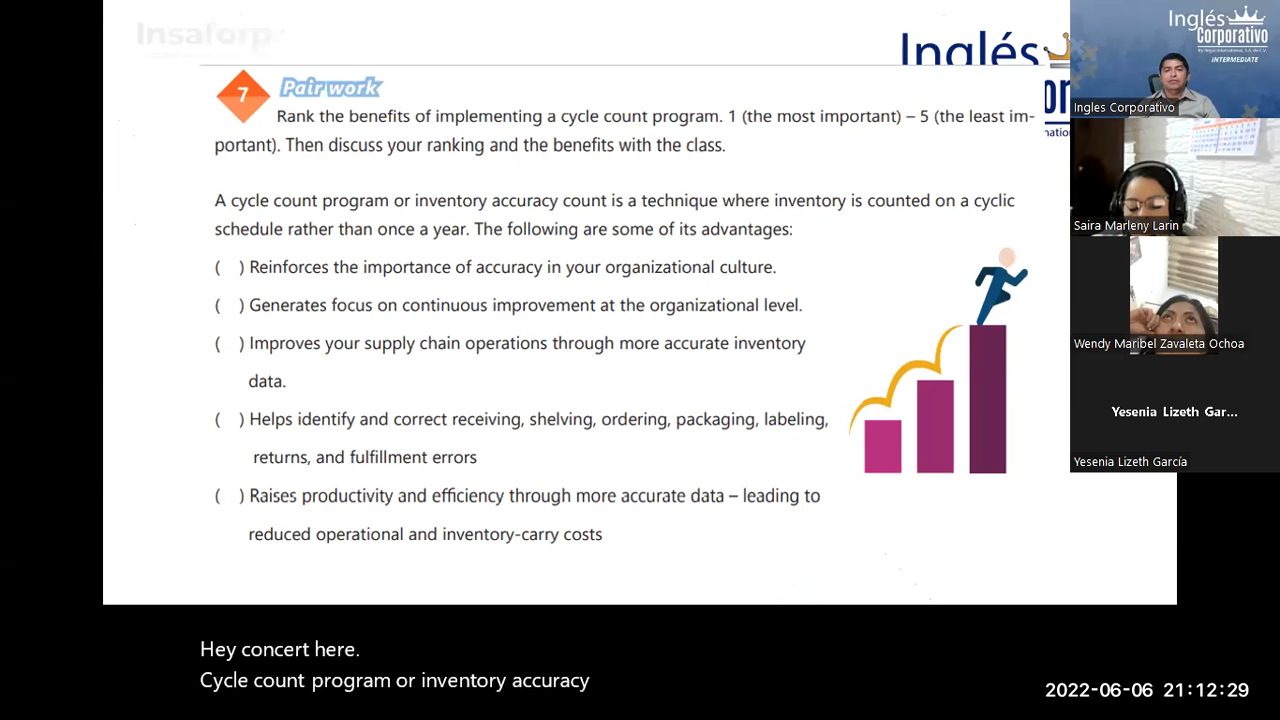 Insaforp
Inglés
7
Pair work
Rank the benefits of implementing a cycle count program. 1 (the most important) – 5 (the least im-
portant). Then discuss your ranking and the benefits with the class.
A cycle count program or inventory accuracy count is a technique where inventory is counted on a cyclic
schedule rather than once a year. The following are some of its advantages:
( ) Reinforces the importance of accuracy in your organizational culture.
( ) Generates focus on continuous improvement at the organizational level.
( ) Improves your supply chain operations through more accurate inventory
data.
( ) Helps identify and correct receiving, shelving, ordering, packaging, labeling,
returns, and fulfillment errors
( ) Raises productivity and efficiency through more accurate data – leading to
reduced operational and inventory-carry costs
Inglés
Corporativo
INTERMEDIATE
Ingles Corporativo
Saira Marleny Larin
Wendy Maribel Zavaleta Ochoa
Yesenia Lizeth Gar...
Yesenia Lizeth García
Hey concert here.
Cycle count program or inventory accuracy
2022-06-06 21:12:29